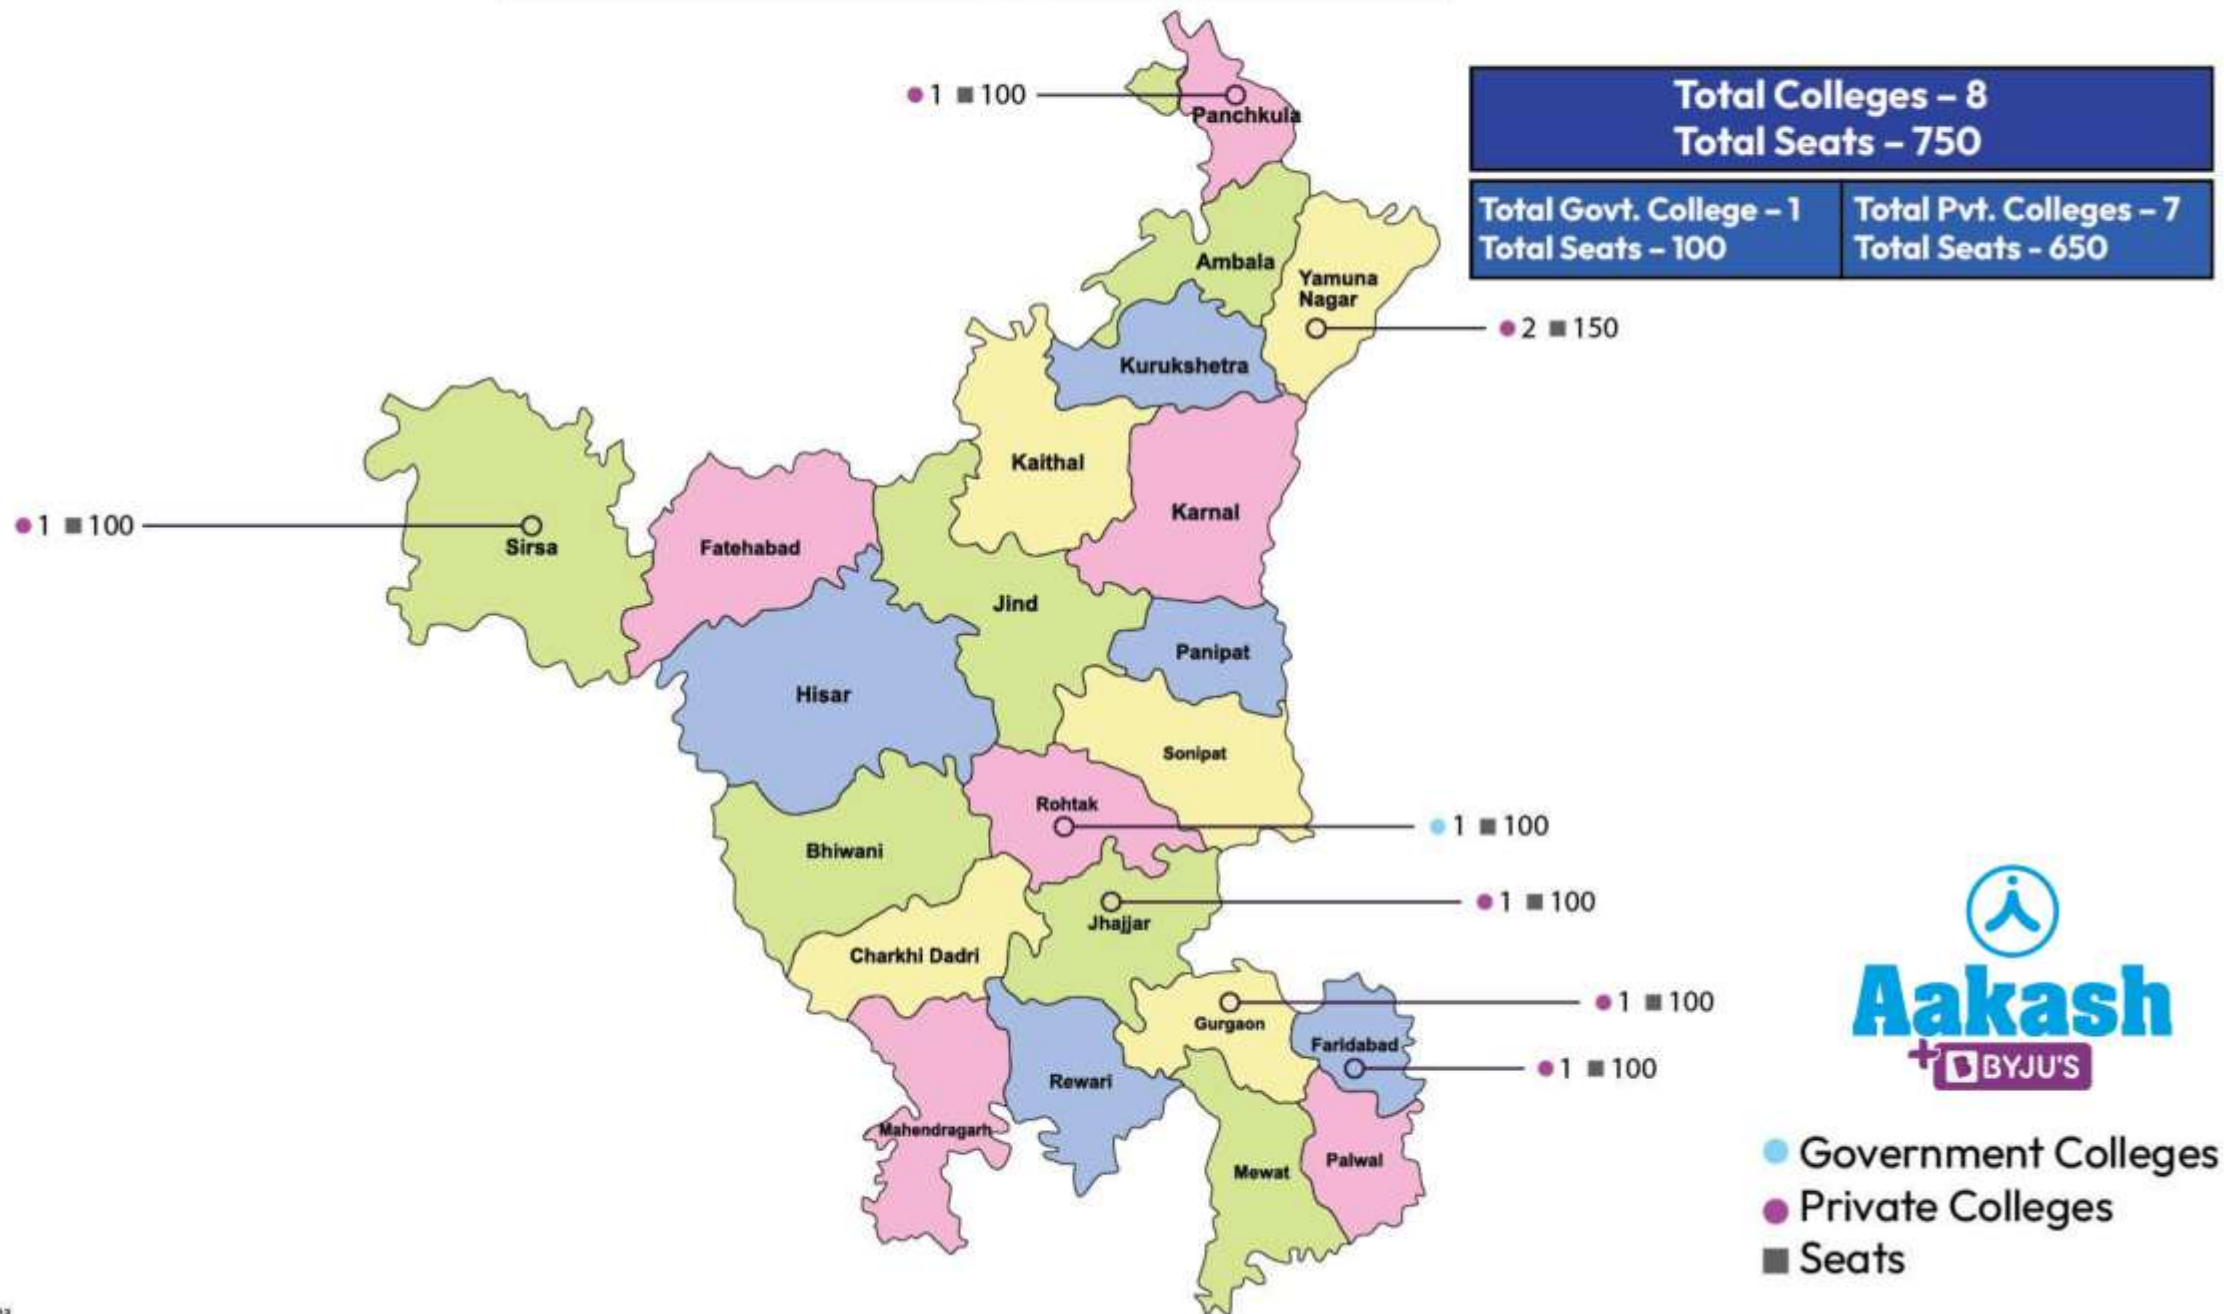 1 100
Panchkula
Total Colleges – 8
Total Seats – 750
Total Govt. College – 1
Total Seats – 100
Total Pvt. Colleges – 7
Total Seats - 650
Ambala
Yamuna
Nagar
2 150
Kurukshetra
Kaithal
Karnal
1 100
Sirsa
Fatehabad
Jind
Panipat
Hisar
Sonipat
Rohtak
1 100
Bhiwani
Jhajjar
1 100
Charkhi Dadri
Gurgaon
1 100
Faridabad
1 100
Rewari
Mahendragarh
Mewat
Palwal
Aakash
+ BYJU'S
Government Colleges
Private Colleges
Seats